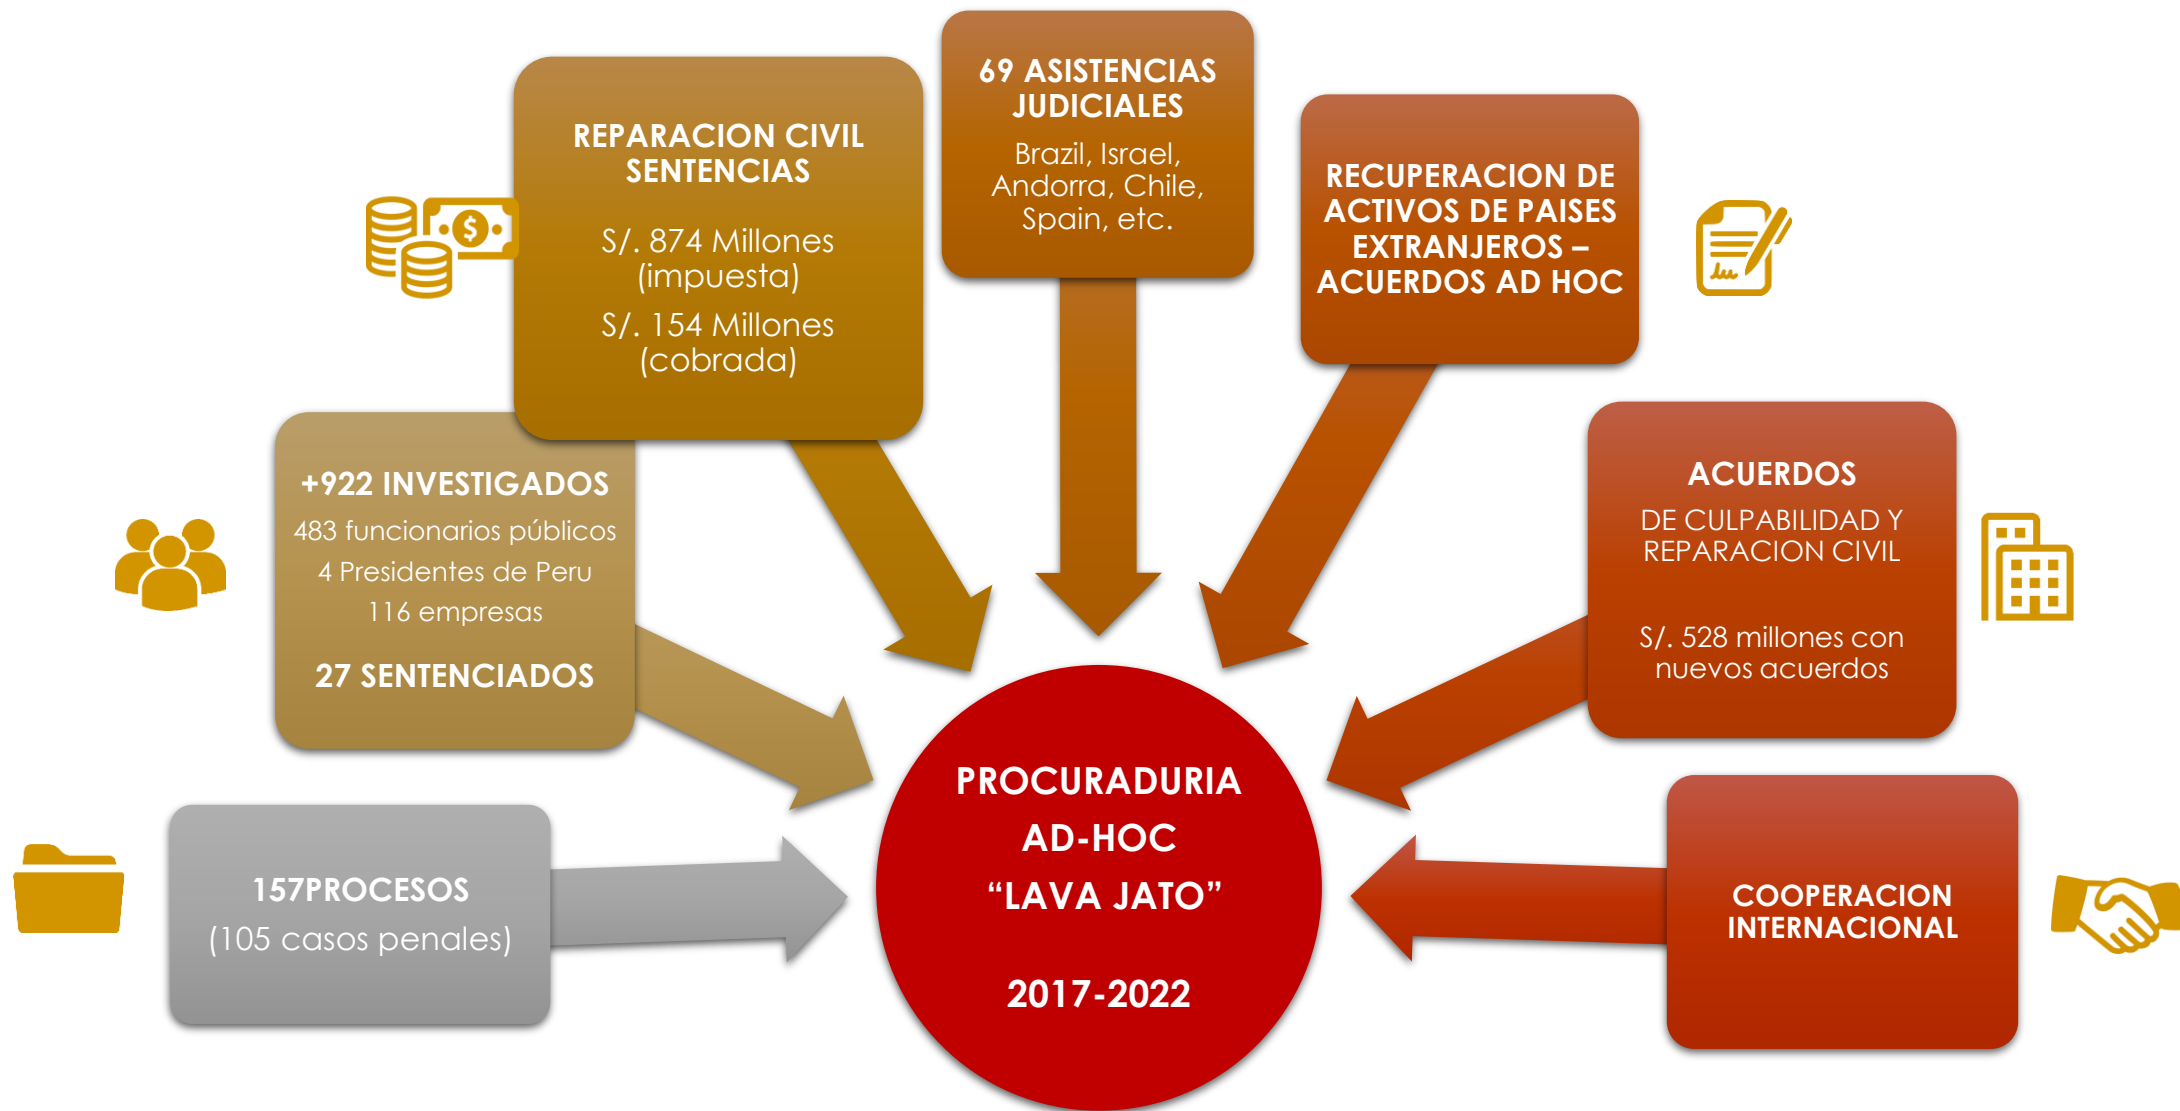 69 ASISTENCIAS
JUDICIALES
Brazil, Israel,
Andorra, Chile,
Spain, etc.
REPARACION CIVIL
SENTENCIAS
S/. 874 Millones
(impuesta)
S/. 154 Millones
(cobrada)
RECUPERACION DE
ACTIVOS DE PAISES
EXTRANJEROS –
ACUERDOS AD HOC
+922 INVESTIGADOS
483 funcionarios públicos
4 Presidentes de Peru
116 empresas
27 SENTENCIADOS
ACUERDOS
DE CULPABILIDAD Y
REPARACION CIVIL
S/. 528 millones con
nuevos acuerdos
157PROCESOS
(105 casos penales)
PROCURADURIA
AD-HOC
“LAVA JATO”
2017-2022
COOPERACION
INTERNACIONAL